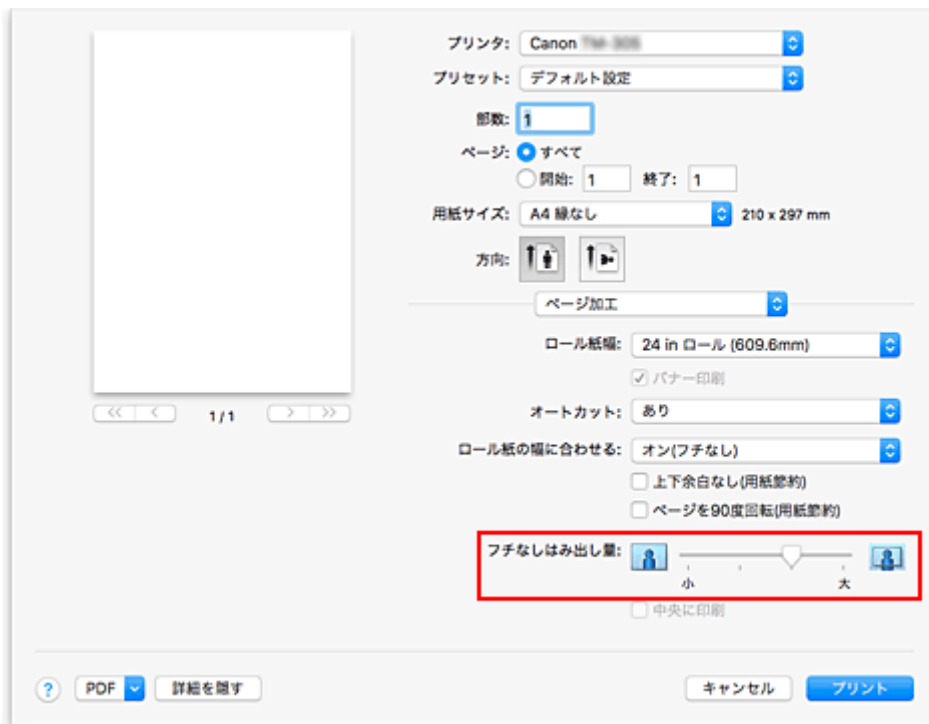 プリンタ: Canon
プリセット: デフォルト設定
部数: 1
ページ: すべて
開始: 1 終了: 1
用紙サイズ: A4 縁なし 210 x 297 mm
方向:
ページ加工
ロール紙幅: 24 in ロール (609.6mm)
バナー印刷
<< < 1/1 > >>
オートカット: あり
ロール紙の幅に合わせる: オン(フチなし)
上下余白なし(用紙節約)
ページを90度回転(用紙節約)
フチなしはみ出し量:
小 大
中央に印刷
? PDF 詳細を隠す キャンセル プリント